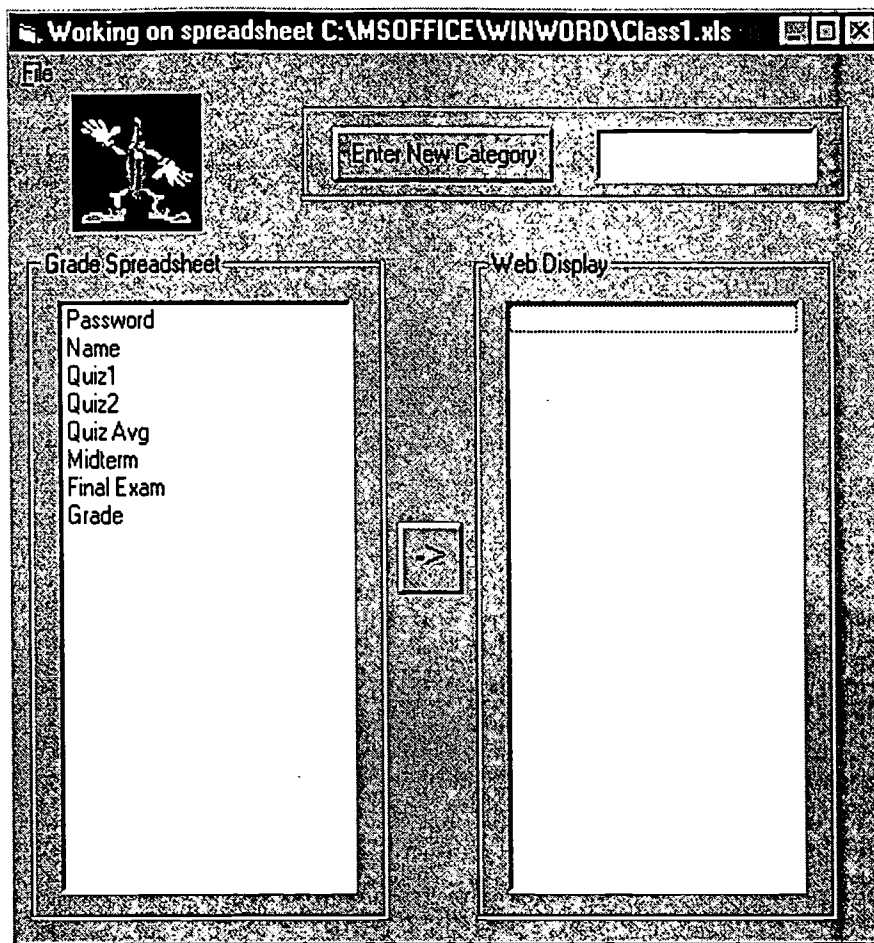 Working on spreadsheet C:\MSOFFICE\WINWORD\Class1.xls
File
Enter New Category
Grade Spreadsheet
Web Display
Password
Name
Quiz1
Quiz2
Quiz Avg
Midterm
Final Exam
Grade
->